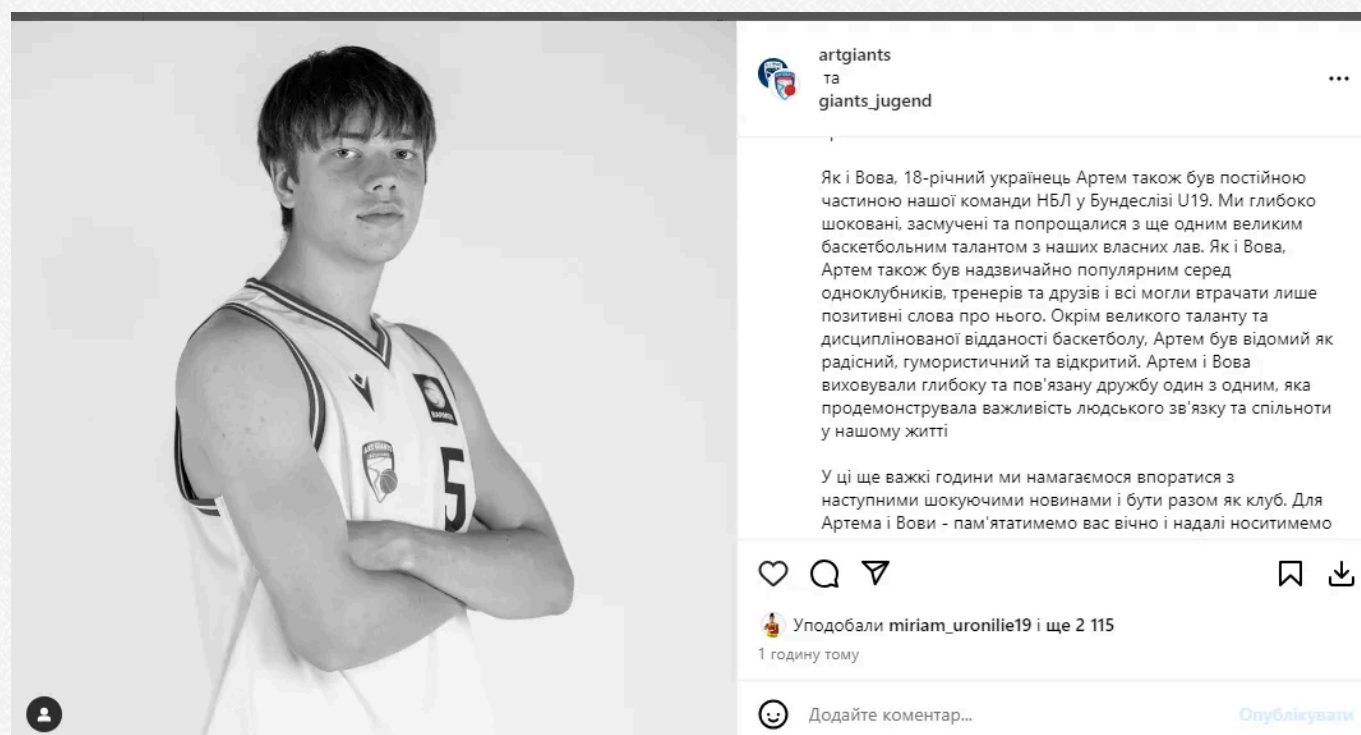 artgiants
та
giants_jugend
Як і Вова, 18-річний українець Артем також був постійною
частиною нашої команди НБЛ у Бундеслізі U19. Ми глибоко
шоковані, засмучені та попрощалися з ще одним великим
баскетбольним талантом з наших власних лав. Як і Вова,
Артем також був надзвичайно популярним серед
одноклубників, тренерів та друзів і всі могли втрачати лише
позитивні слова про нього. Окрім великого таланту та
дисциплінованої відданості баскетболу, Артем був відомий як
радісний, гумористичний та відкритий. Артем і Вова
виховували глибоку та пов'язану дружбу один з одним, яка
продемонструвала важливість людського зв'язку та спільноти
у нашому житті
У ці ще важкі години ми намагаємося впоратися з
наступними шокуючими новинами і бути разом як клуб. Для
Артема і Вови - пам'ятатимемо вас вічно і надалі носитимемо
Уподобали miriam_uronilie19 і ще 2 115
1 годину тому
Додайте коментар...
Опублікувати
ART GIANTS
5